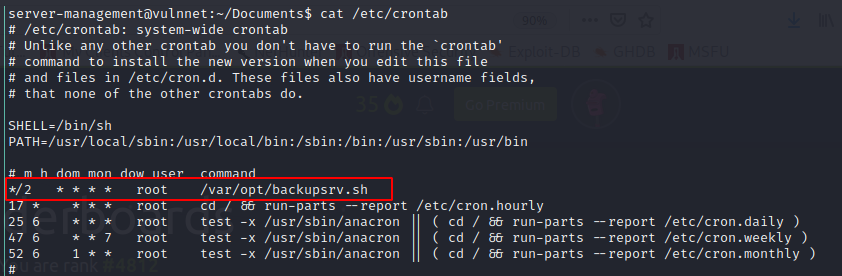 server-management@vulnnet:~/Documents$ cat /etc/crontab
# /etc/crontab: system-wide crontab
# Unlike any other crontab you don't have to run the `crontab'
# command to install the new version when you edit this file
# and files in /etc/cron.d. These files also have username fields,
# that none of the other crontabs do.
SHELL=/bin/sh
PATH=/usr/local/sbin:/usr/local/bin:/sbin:/bin:/usr/sbin:/usr/bin
# m h dom mon dow user  command
*/2   * * * *   root    /var/opt/backupsrv.sh
17 *    * * *   root    cd / && run-parts --report /etc/cron.hourly
25 6    * * *   root    test -x /usr/sbin/anacron || ( cd / && run-parts --report /etc/cron.daily )
47 6    * * 7   root    test -x /usr/sbin/anacron || ( cd / && run-parts --report /etc/cron.weekly )
52 6    1 * *   root    test -x /usr/sbin/anacron || ( cd / && run-parts --report /etc/cron.monthly )
#